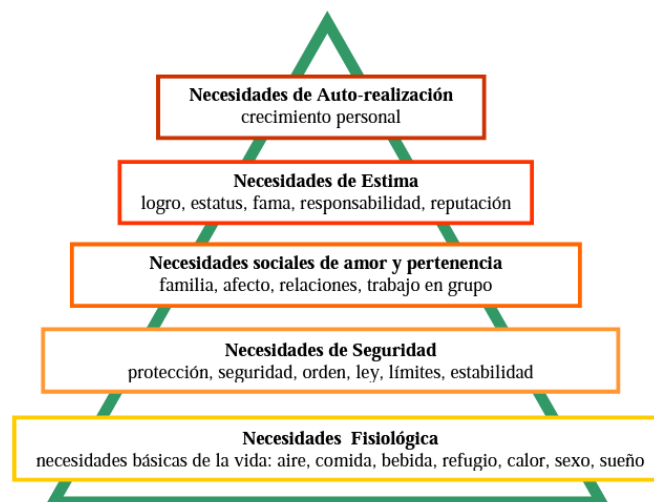 Necesidades de Auto-realización
crecimiento personal
Necesidades de Estima
logro, estatus, fama, responsabilidad, reputación
Necesidades sociales de amor y pertenencia
familia, afecto, relaciones, trabajo en grupo
Necesidades de Seguridad
protección, seguridad, orden, ley, límites, estabilidad
Necesidades Fisiológica
necesidades básicas de la vida: aire, comida, bebida, refugio, calor, sexo, sueño